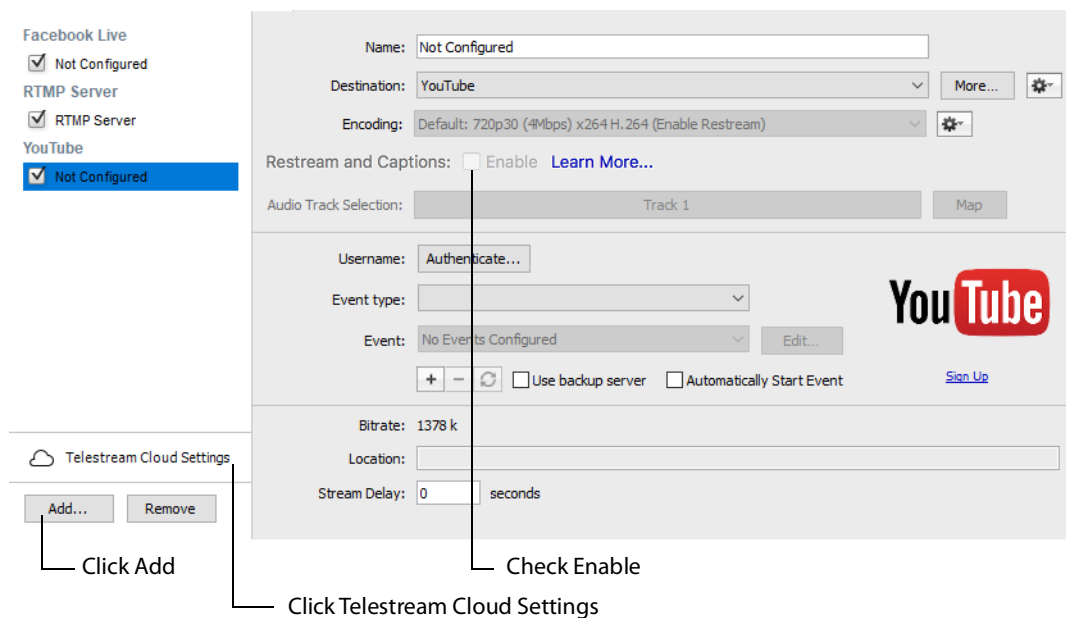 Facebook Live
Not Configured
RTMP Server
RTMP Server
YouTube
Not Configured
Telestream Cloud Settings
Add...
Remove
Name: Not Configured
Destination: YouTube More...
Encoding: Default: 720p30 (4Mbps) x264 H.264 (Enable Restream)
Restream and Captions: Enable Learn More...
Audio Track Selection: Track 1 Map
Username: Authenticate...
Event type:
Event: No Events Configured Edit...
+ - Use backup server Automatically Start Event
YouTube
Sign Up
Bitrate: 1378 k
Location:
Stream Delay: 0 seconds
Click Add
Check Enable
Click Telestream Cloud Settings